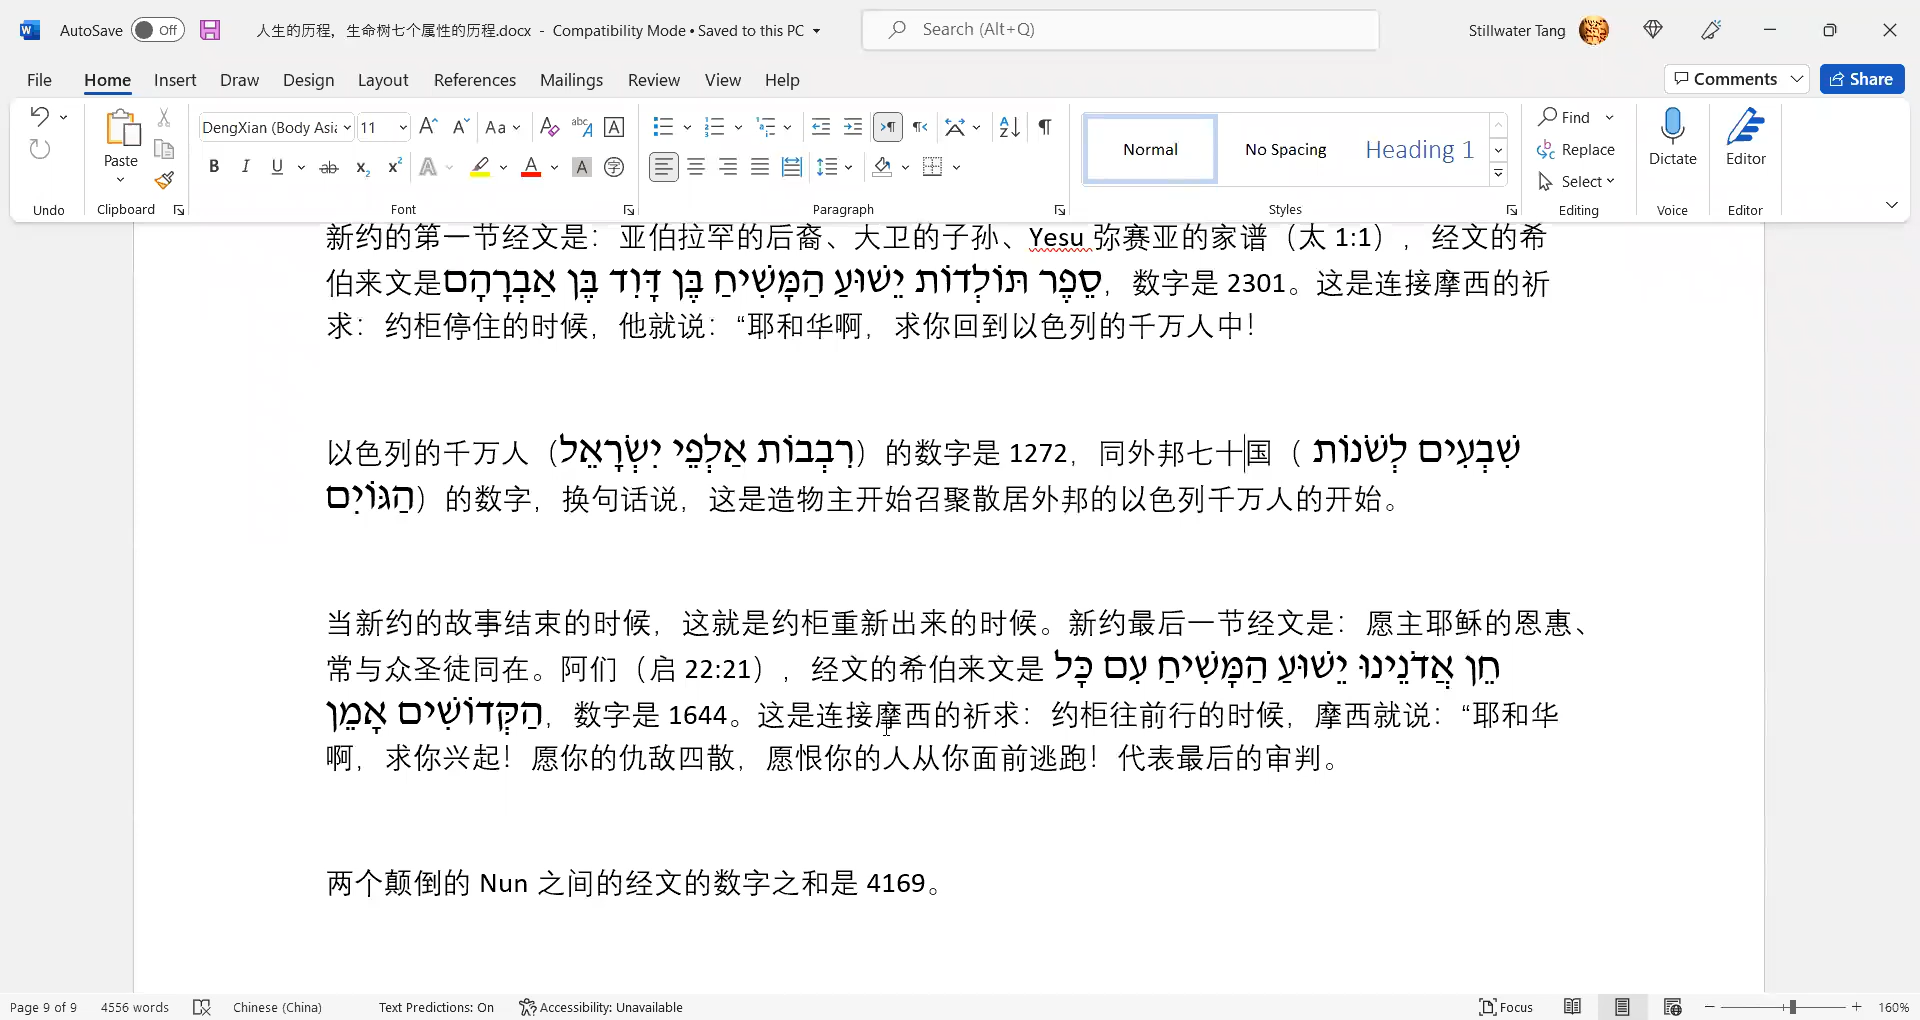 AutoSave Off 人生的历程，生命树七个属性的历程.docx - Compatibility Mode • Saved to this PC Search (Alt+Q) Stillwater Tang
File Home Insert Draw Design Layout References Mailings Review View Help Comments Share
DengXian (Body Asia 11 Find
Paste Normal No Spacing Heading 1 Replace Dictate Editor
Select
Undo Clipboard Font Paragraph Styles Editing Voice Editor
新约的第一节经文是：亚伯拉罕的后裔、大卫的子孙、Yesu 弥赛亚的家谱（太 1:1），经文的希
伯来文是סֵפֶר תּוֹלְדוֹת יֵשׁוּעַ הַמָּשִׁיחַ בֶּן דָּוִד בֶּן אַבְרָהָם，数字是 2301。这是连接摩西的祈
求：约柜停住的时候，他就说：“耶和华啊，求你回到以色列的千万人中！
以色列的千万人（רִבְבוֹת אַלְפֵי יִשְׂרָאֵל）的数字是 1272，同外邦七十国（ שִׁבְעִים לְשֹׁנוֹת
הַגּוֹיִם）的数字，换句话说，这是造物主开始召聚散居外邦的以色列千万人的开始。
当新约的故事结束的时候，这就是约柜重新出来的时候。新约最后一节经文是：愿主耶稣的恩惠、
常与众圣徒同在。阿们（启 22:21），经文的希伯来文是 חֵן אֲדֹנֵינוּ יֵשׁוּעַ הַמָּשִׁיחַ עִם כָּל
הַקְּדוֹשִׁים אָמֵן，数字是 1644。这是连接摩西的祈求：约柜往前行的时候，摩西就说：“耶和华
啊，求你兴起！愿你的仇敌四散，愿恨你的人从你面前逃跑！代表最后的审判。
两个颠倒的 Nun 之间的经文的数字之和是 4169。
Page 9 of 9 4556 words Chinese (China) Text Predictions: On Accessibility: Unavailable Focus 160%